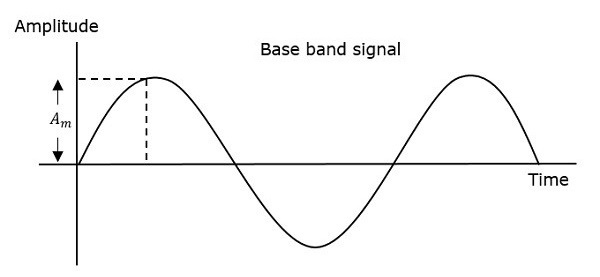 Amplitude
Base band signal
Aₘ
Time